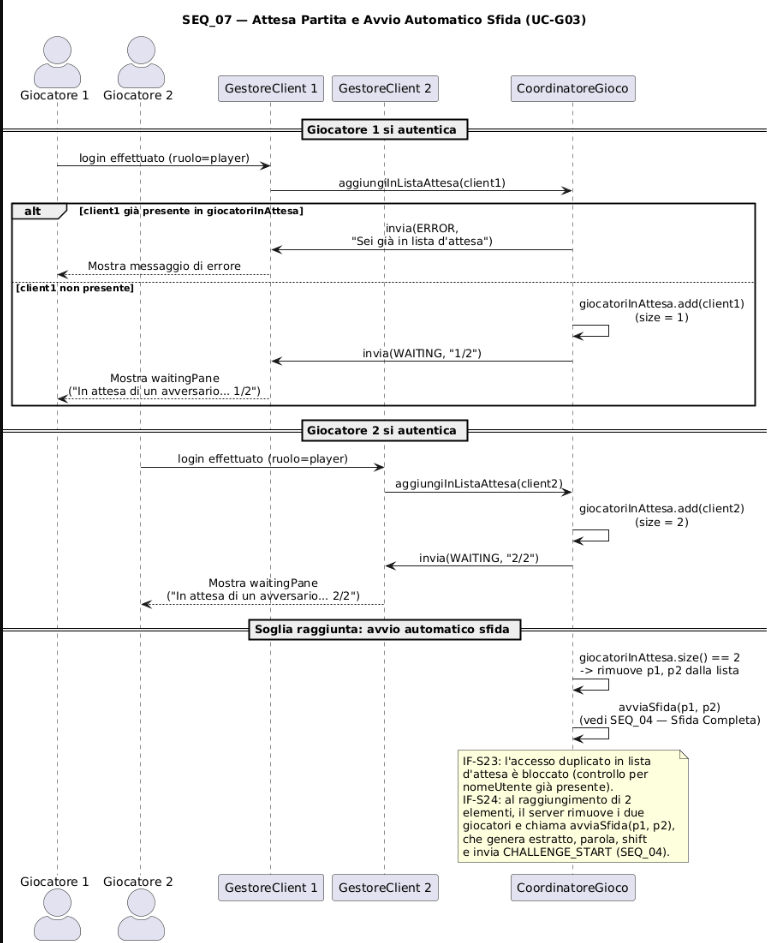 SEQ_07 — Attesa Partita e Avvio Automatico Sfida (UC-G03)
Giocatore 1
Giocatore 2
GestoreClient 1
GestoreClient 2
CoordinatoreGioco
Giocatore 1 si autentica
login effettuato (ruolo=player)
aggiungiInListaAttesa(client1)
alt
[client1 già presente in giocatoriInAttesa]
invia(ERROR,
"Sei già in lista d'attesa")
Mostra messaggio di errore
[client1 non presente]
giocatoriInAttesa.add(client1)
(size = 1)
invia(WAITING, "1/2")
Mostra waitingPane
("In attesa di un avversario... 1/2")
Giocatore 2 si autentica
login effettuato (ruolo=player)
aggiungiInListaAttesa(client2)
giocatoriInAttesa.add(client2)
(size = 2)
invia(WAITING, "2/2")
Mostra waitingPane
("In attesa di un avversario... 2/2")
Soglia raggiunta: avvio automatico sfida
giocatoriInAttesa.size() == 2
-> rimuove p1, p2 dalla lista
avviaSfida(p1, p2)
(vedi SEQ_04 — Sfida Completa)
IF-S23: l'accesso duplicato in lista
d'attesa è bloccato (controllo per
nomeUtente già presente).
IF-S24: al raggiungimento di 2
elementi, il server rimuove i due
giocatori e chiama avviaSfida(p1, p2),
che genera estratto, parola, shift
e invia CHALLENGE_START (SEQ_04).
Giocatore 1
Giocatore 2
GestoreClient 1
GestoreClient 2
CoordinatoreGioco